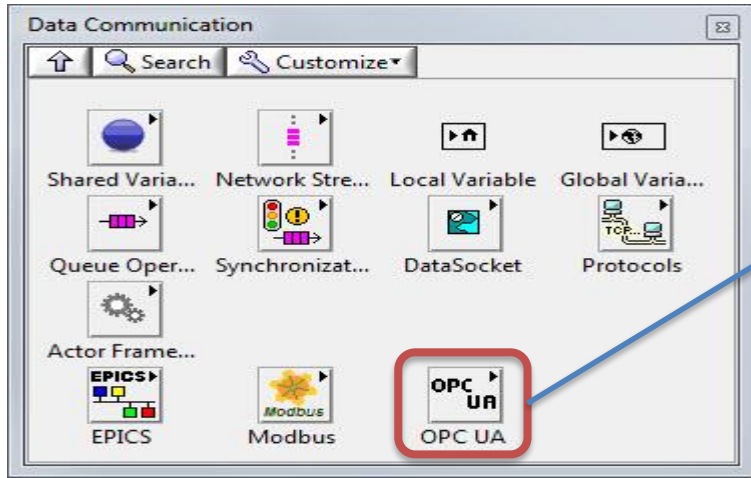 Data Communication
Search Customize
Shared Varia... Network Stre... Local Variable Global Varia...
TCP...
Queue Oper... Synchronizat... DataSocket Protocols
Actor Frame...
EPICS Modbus OPC UA
EPICS Modbus OPC UA